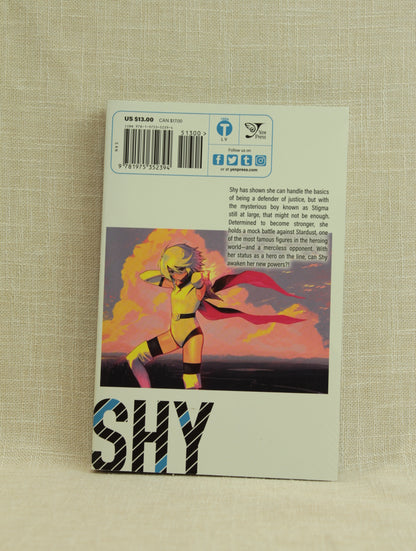 US $13.00 CAN $17.00
51300
9781975352394
T
LV
Yen
Press
Follow us on:
or at yenpress.com
Shy has shown she can handle the basics
of being a defender of justice, but with
the mysterious boy known as Stigma
still at large, that might not be enough.
Determined to become stronger, she
holds a mock battle against Stardust, one
of the most famous figures in the heroing
world—and a merciless opponent. With
her status as a hero on the line, can Shy
awaken her new powers?!
SHY